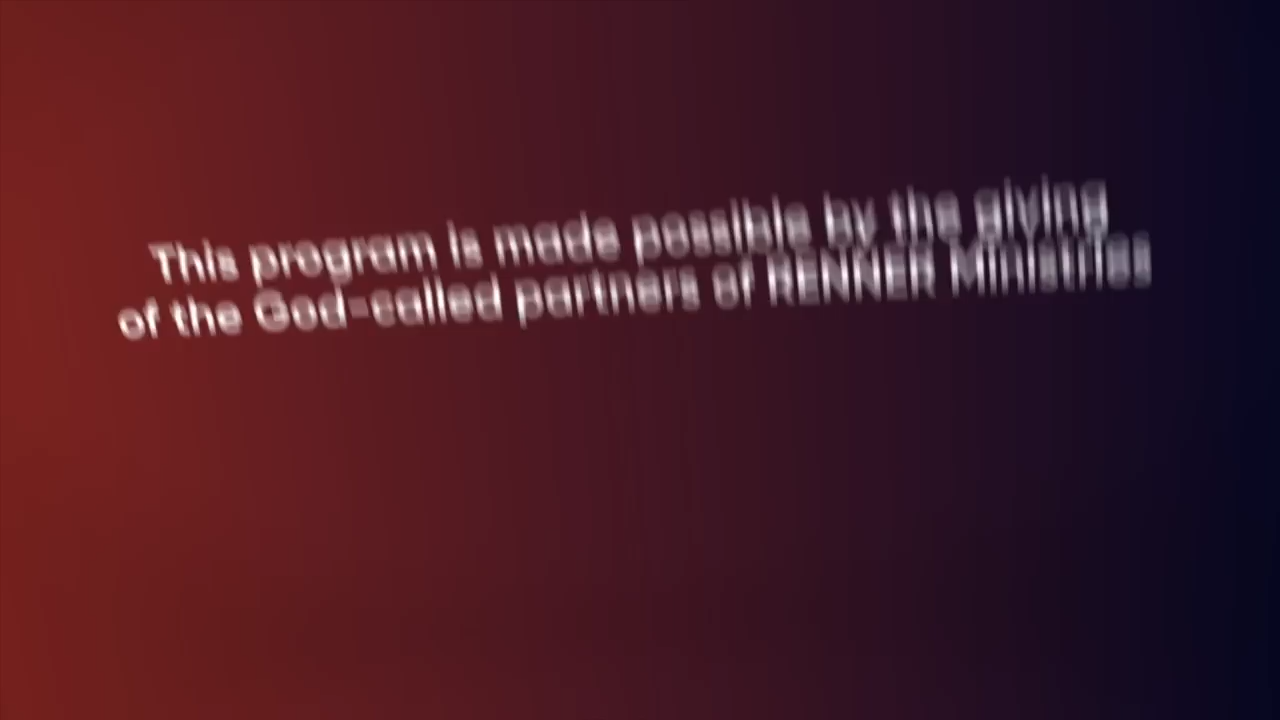 This program is made possible by the giving
of the God-called partners of RENNER Ministries